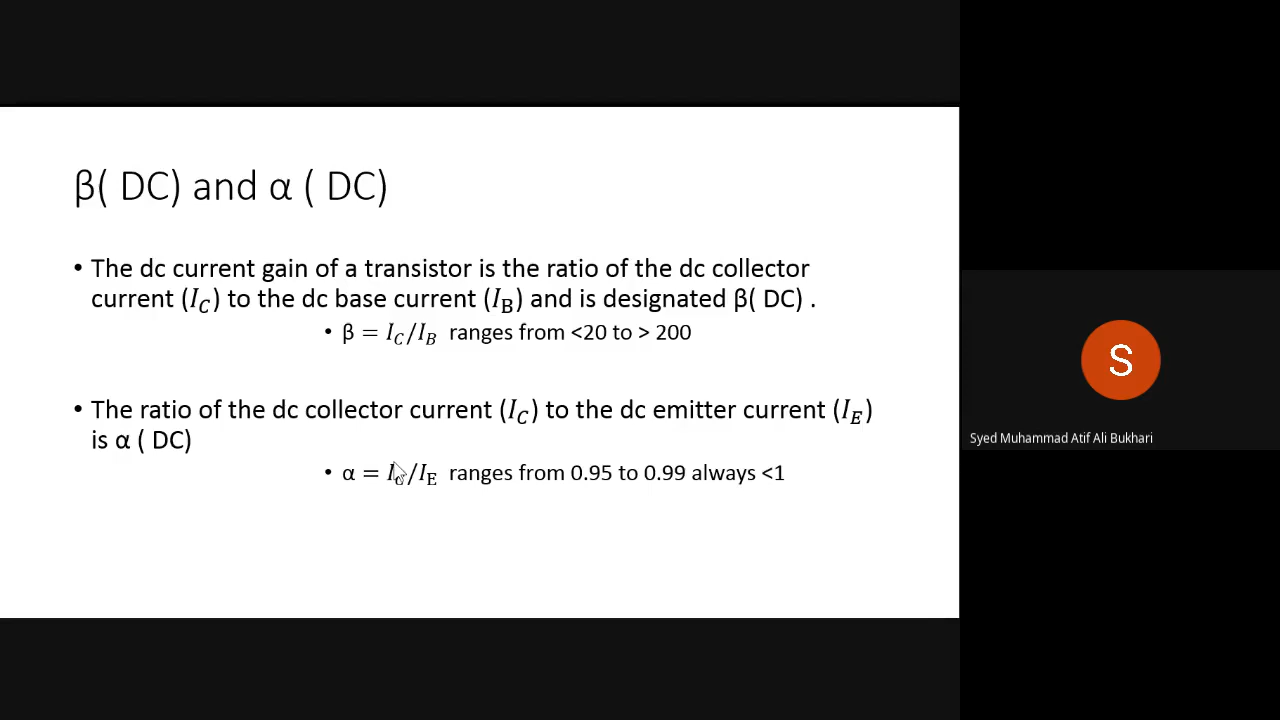 β( DC) and α ( DC)
• The dc current gain of a transistor is the ratio of the dc collector
current (I_C) to the dc base current (I_B) and is designated β( DC) .
• β = I_C/I_B ranges from <20 to > 200
• The ratio of the dc collector current (I_C) to the dc emitter current (I_E)
is α ( DC)
• α = I_C/I_E ranges from 0.95 to 0.99 always <1
S
Syed Muhammad Atif Ali Bukhari